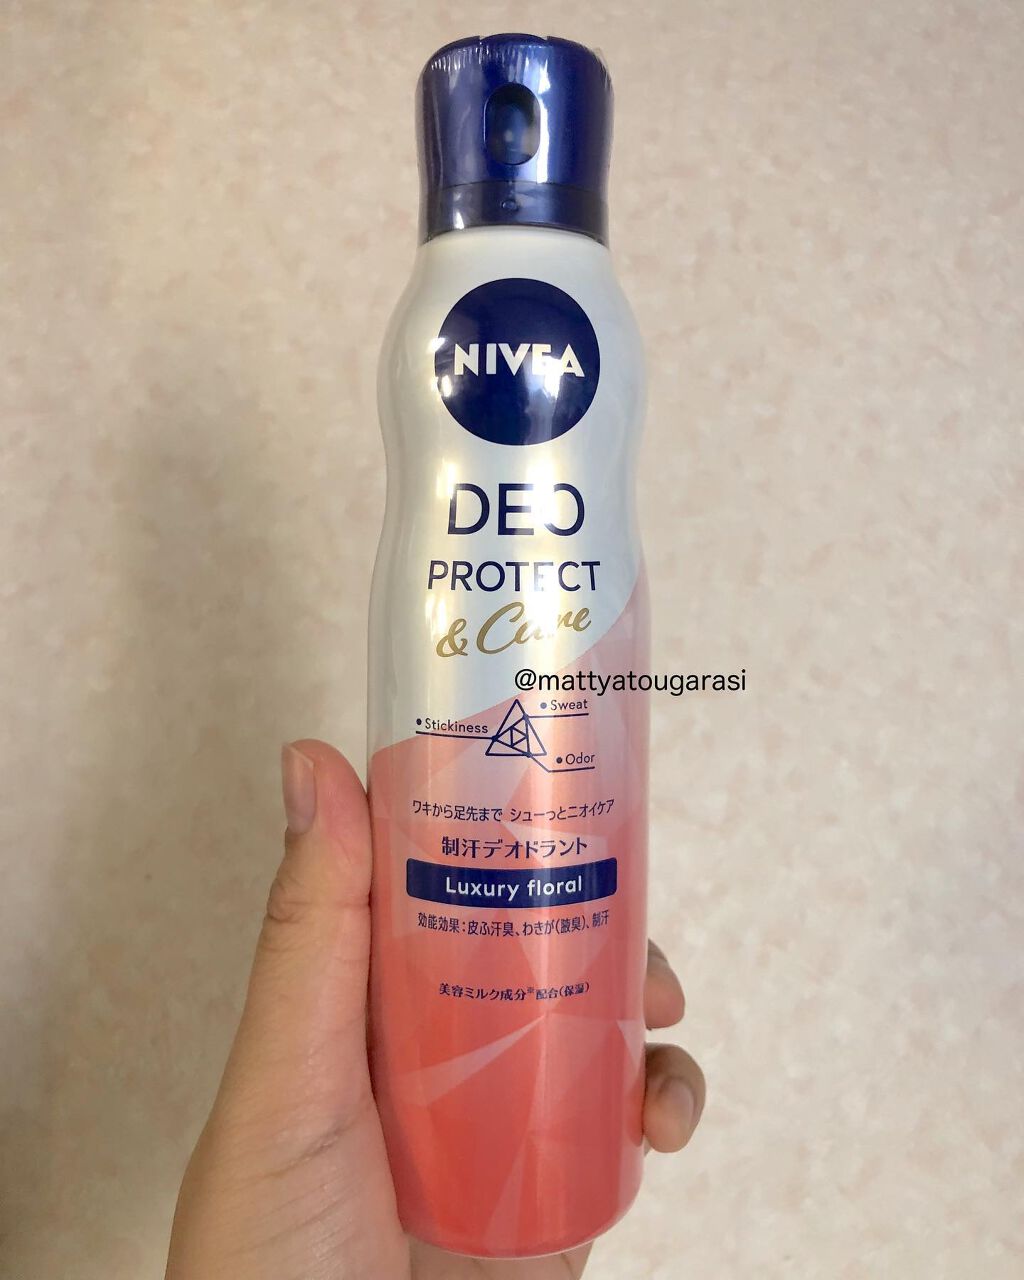 NIVEA
DEO
PROTECT
& Care
@mattyatougarasi
Sweat
Stickiness
Odor
ワキから足先まで シューっとニオイケア
制汗デオドラント
Luxury floral
効能効果：皮ふ汗臭、わきが（腋臭）、制汗
美容ミルク成分※配合（保湿）